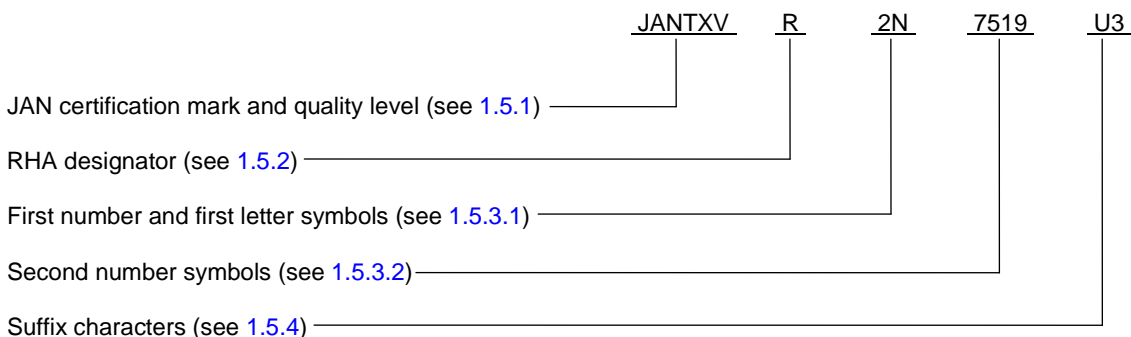 JANTXV R 2N 7519 U3
JAN certification mark and quality level (see 1.5.1)
RHA designator (see 1.5.2)
First number and first letter symbols (see 1.5.3.1)
Second number symbols (see 1.5.3.2)
Suffix characters (see 1.5.4)